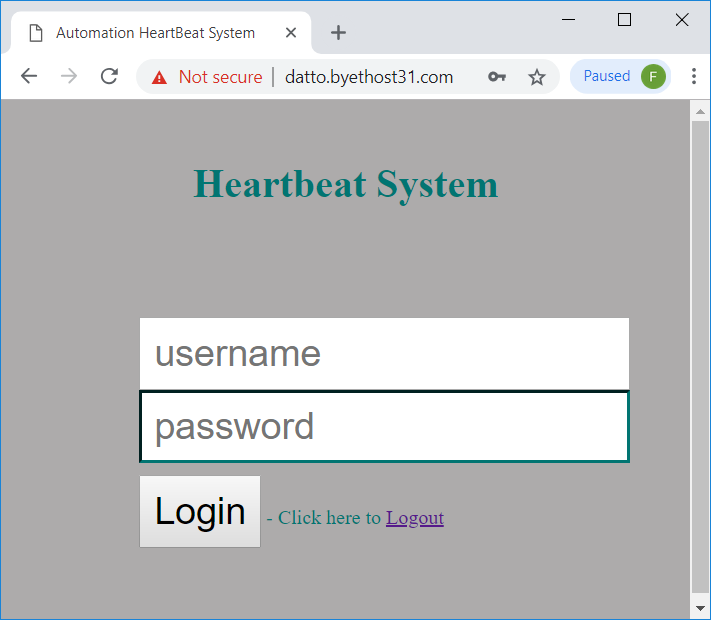 Automation HeartBeat System
Not secure | datto.byethost31.com Paused F
Heartbeat System
username
password
Login - Click here to Logout